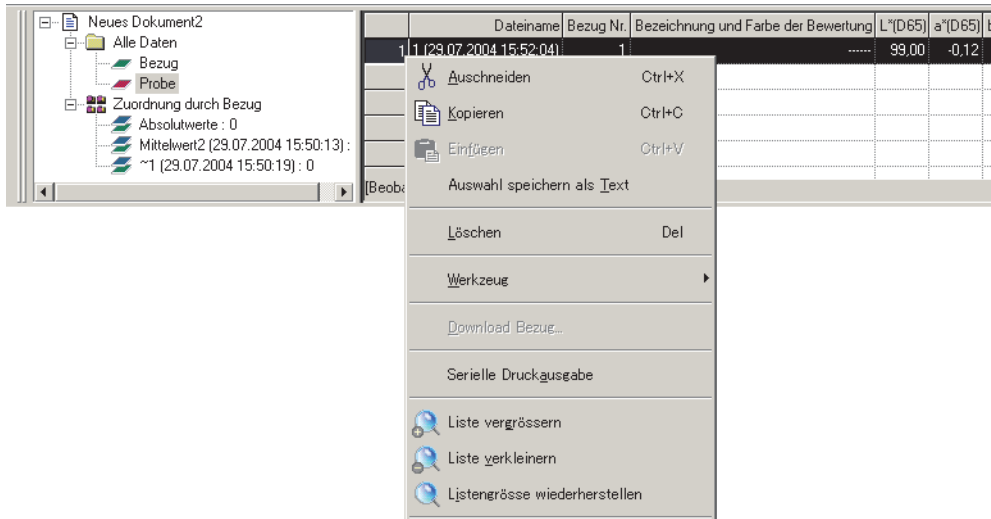 Neues Dokument2
Alle Daten
Bezug
Probe
Zuordnung durch Bezug
Absolutwerte : 0
Mittelwert2 (29.07.2004 15:50:13) :
~1 (29.07.2004 15:50:19) : 0
Dateiname Bezug Nr. Bezeichnung und Farbe der Bewertung L*(D65) a*(D65)
1 1 (29.07.2004 15:52:04) 1 ------ 99,00 -0,12
[Beoba
Auschneiden Ctrl+X
Kopieren Ctrl+C
Einfügen Ctrl+V
Auswahl speichern als Text
Löschen Del
Werkzeug
Download Bezug...
Serielle Druckausgabe
Liste vergrössern
Liste verkleinern
Listengrösse wiederherstellen